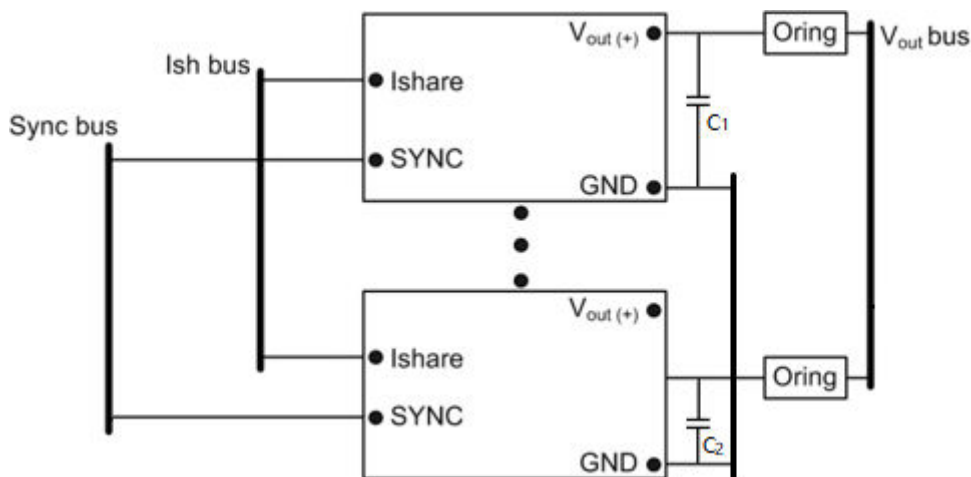 Vout (+)
Oring
Vout bus
Ish bus
Ishare
C1
Sync bus
SYNC
GND
Vout (+)
Ishare
Oring
SYNC
C2
GND